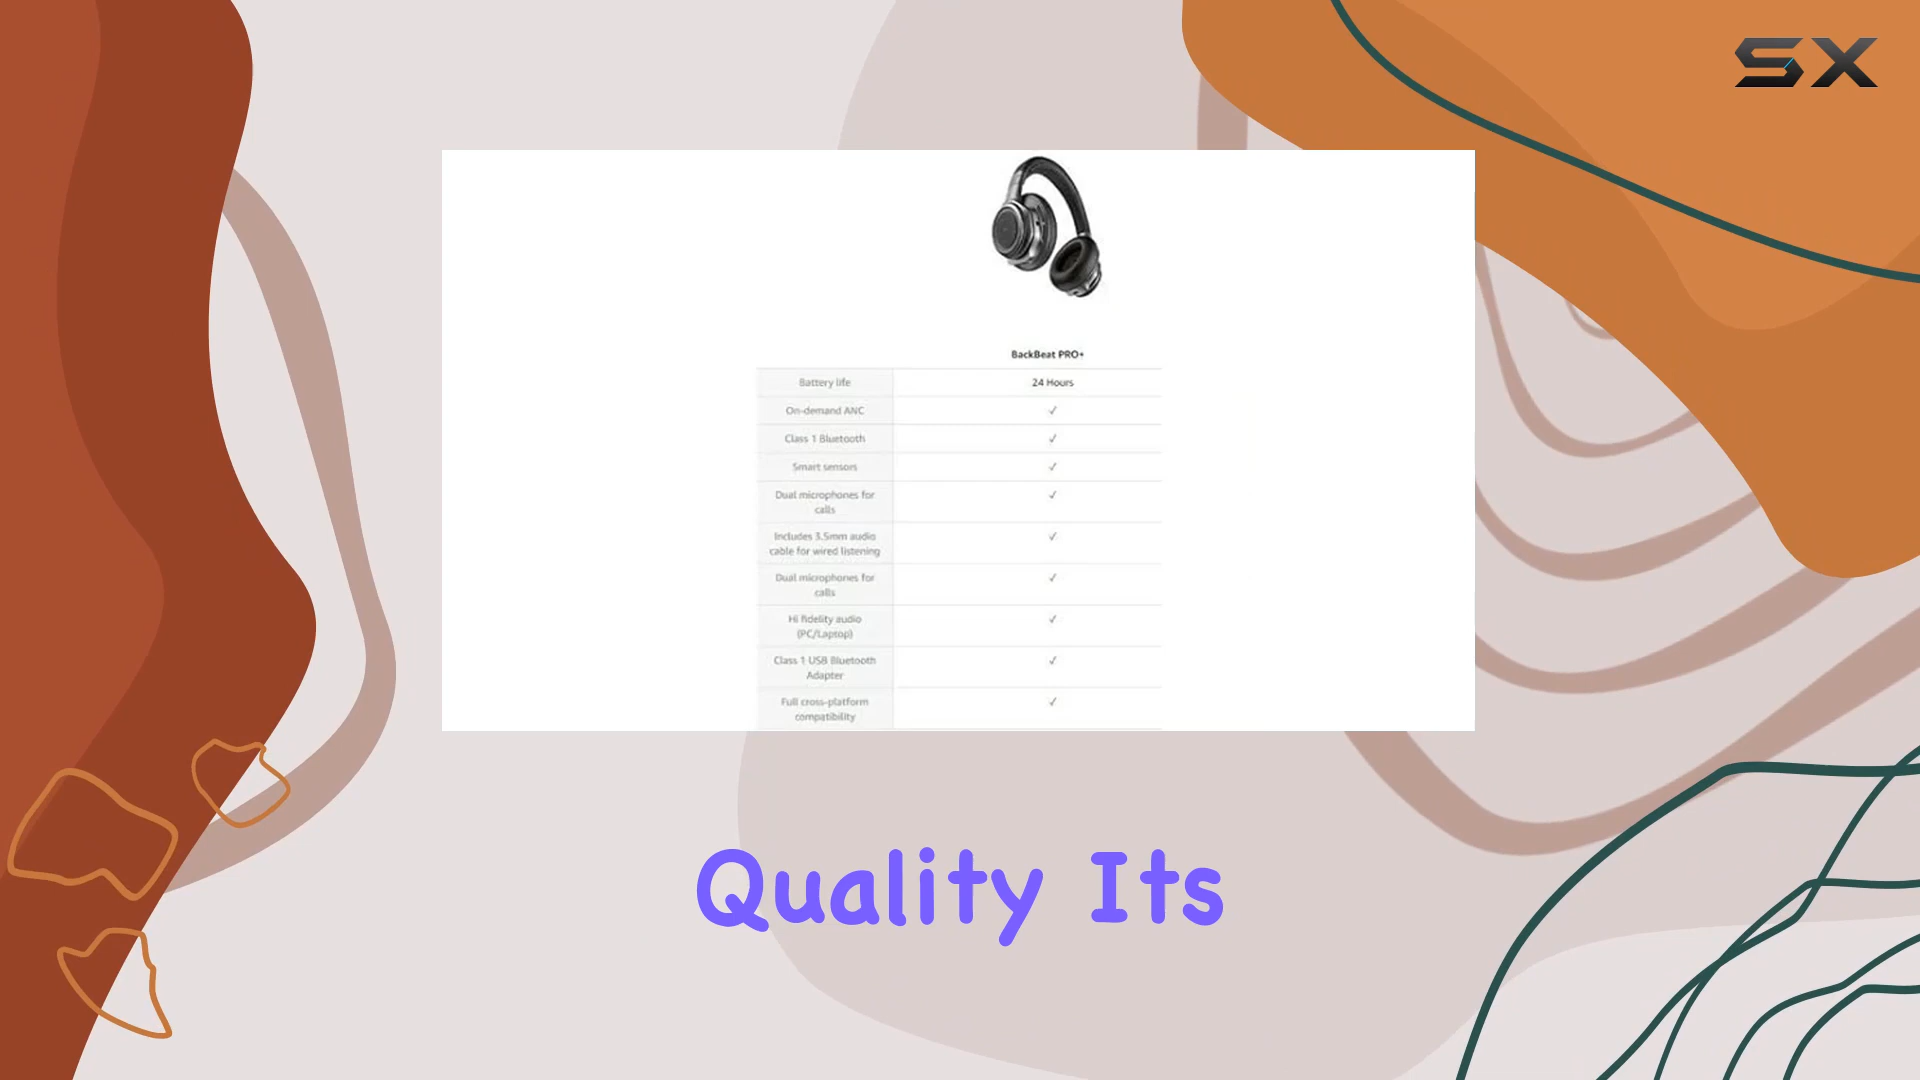 SX
BackBeat PRO+
Battery life 24 Hours
On-demand ANC ✓
Class 1 Bluetooth ✓
Smart sensors ✓
Dual microphones for ✓
calls
Includes 3.5mm audio ✓
cable for wired listening
Dual microphones for ✓
calls
Hi fidelity audio ✓
(PC/Laptop)
Class 1 USB Bluetooth ✓
Adapter
Full cross-platform ✓
compatibility
Quality Its